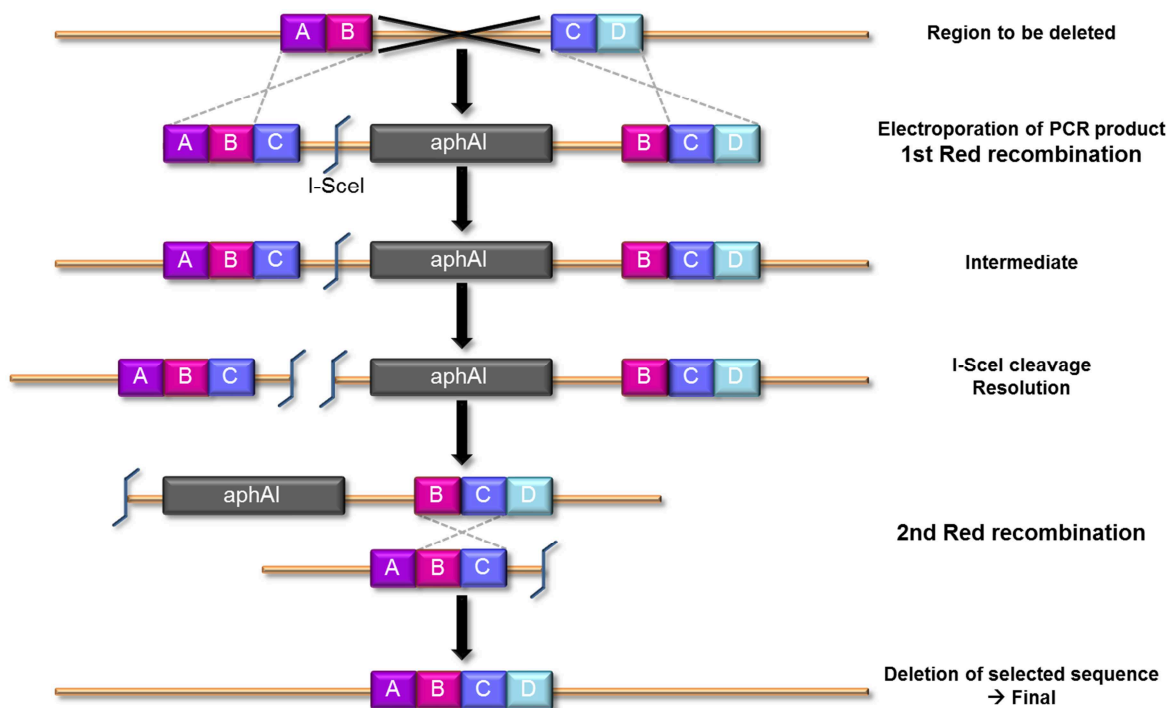 A B C D
Region to be deleted
A B C aphAI B C D
I-SceI
Electroporation of PCR product
1st Red recombination
A B C aphAI B C D
Intermediate
A B C aphAI B C D
I-SceI cleavage
Resolution
aphAI B C D
A B C
2nd Red recombination
A B C D
Deletion of selected sequence
→ Final